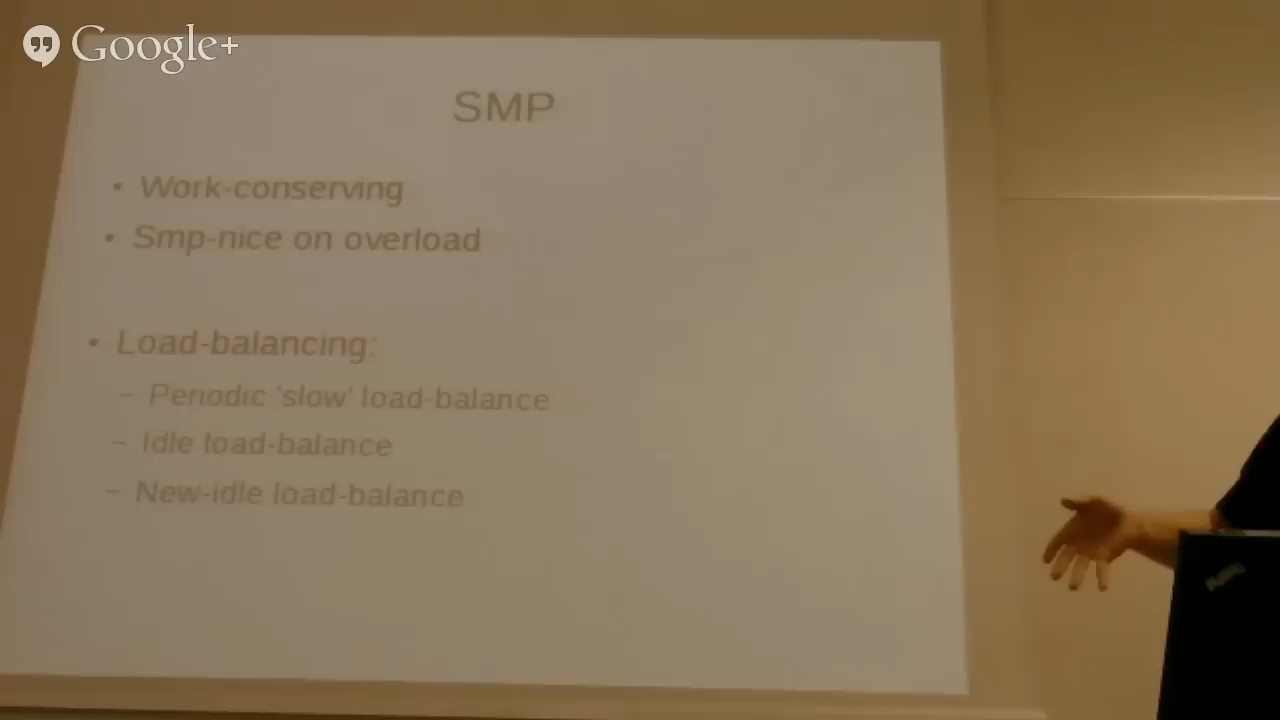 Google+
SMP
• Work-conserving
• Smp-nice on overload
• Load-balancing:
– Periodic 'slow' load-balance
– Idle load-balance
– New-idle load-balance